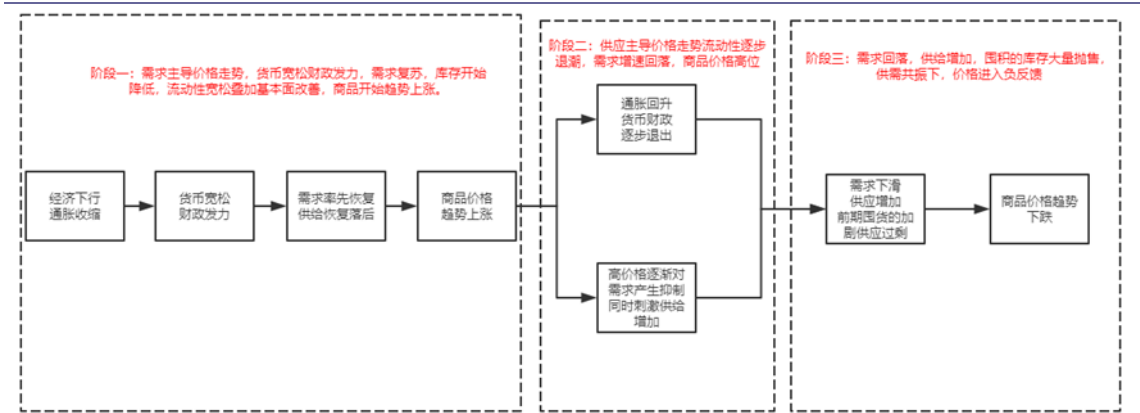 阶段一：需求主导价格走势，货币宽松财政发力，需求复苏，库存开始
降低，流动性宽松叠加基本面改善，商品开始趋势上涨。
经济下行
通胀收缩
货币宽松
财政发力
需求率先恢复
供给恢复落后
商品价格
趋势上涨
阶段二：供应主导价格走势流动性逐步
退潮，需求增速回落，商品价格高位
通胀回升
货币财政
逐步退出
高价格逐渐对
需求产生抑制
同时刺激供给
增加
阶段三：需求回落，供给增加，囤积的库存大量抛售，
供需共振下，价格进入负反馈
需求下滑
供应增加
前期囤货的加
剧供应过剩
商品价格趋势
下跌